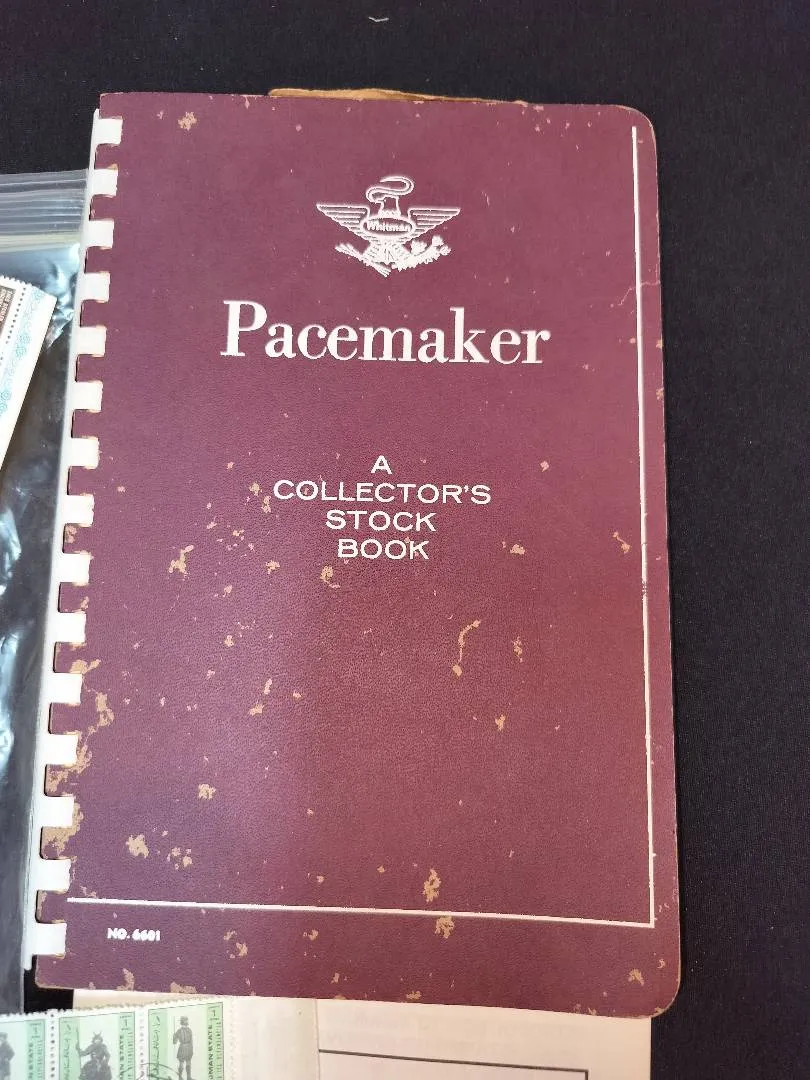 Whitman
Pacemaker
A
COLLECTOR'S
STOCK
BOOK
NO. 6601